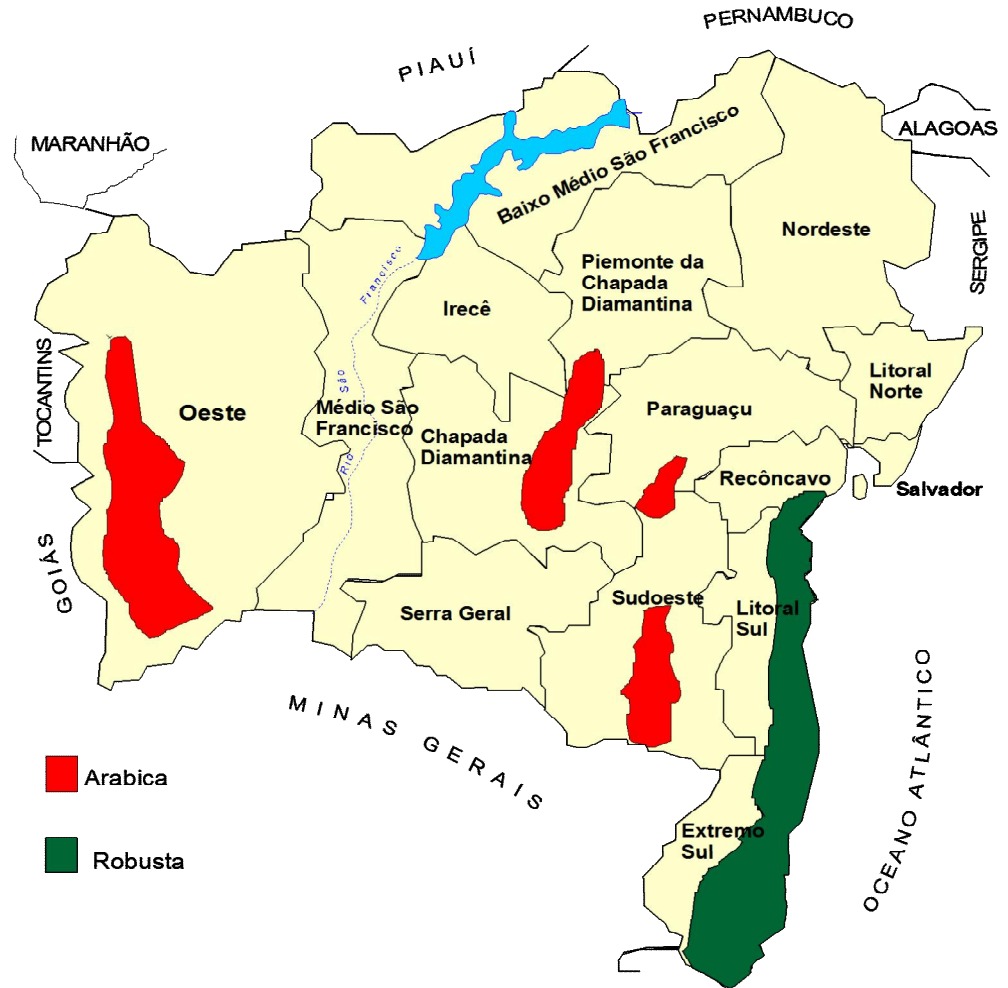 PERNAMBUCO
PIAUÍ
MARANHÃO
ALAGOAS
Baixo Médio São Francisco
Nordeste
SERGIPE
Piemonte da
Chapada
Diamantina
Irecê
Rio São Francisco
TOCANTINS
Oeste
Médio São
Francisco
Chapada
Diamantina
Paraguaçu
Litoral
Norte
Recôncavo
Salvador
GOIÁS
Serra Geral
Sudoeste
Litoral
Sul
MINAS GERAIS
OCEANO ATLÂNTICO
Extremo
Sul
Arabica
Robusta